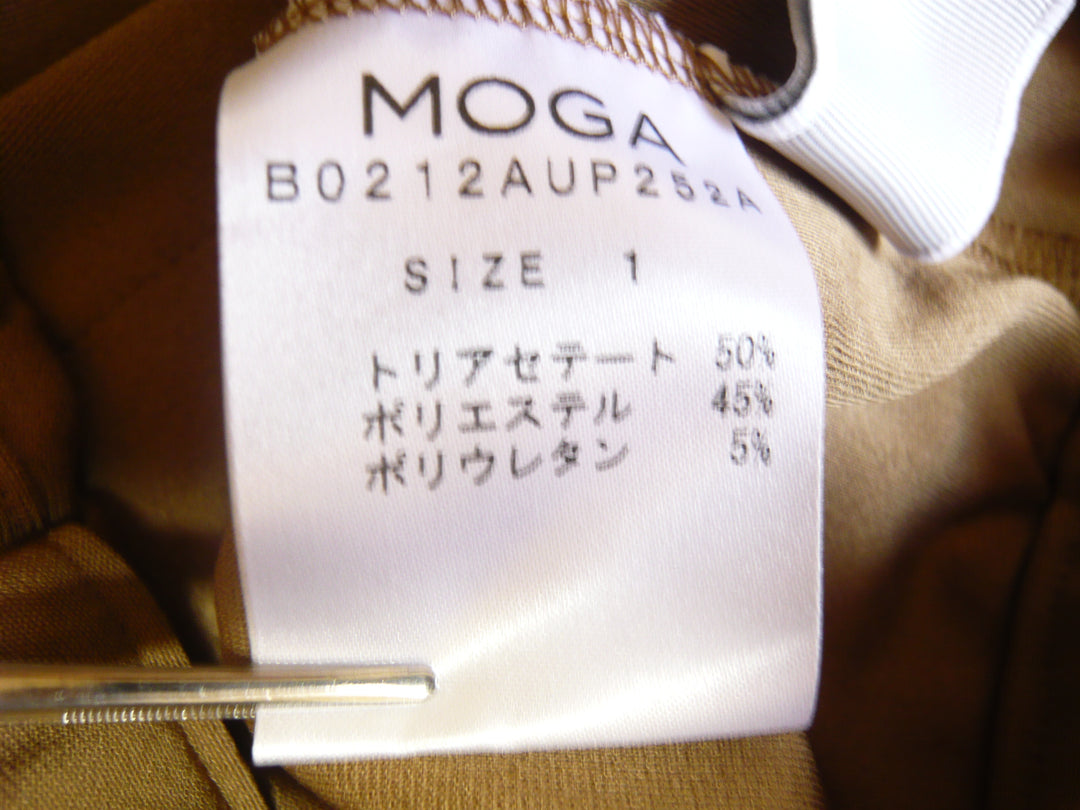 MOGA
B0212AUP252A
SIZE 1
トリアセテート 50%
ポリエステル 45%
ポリウレタン 5%